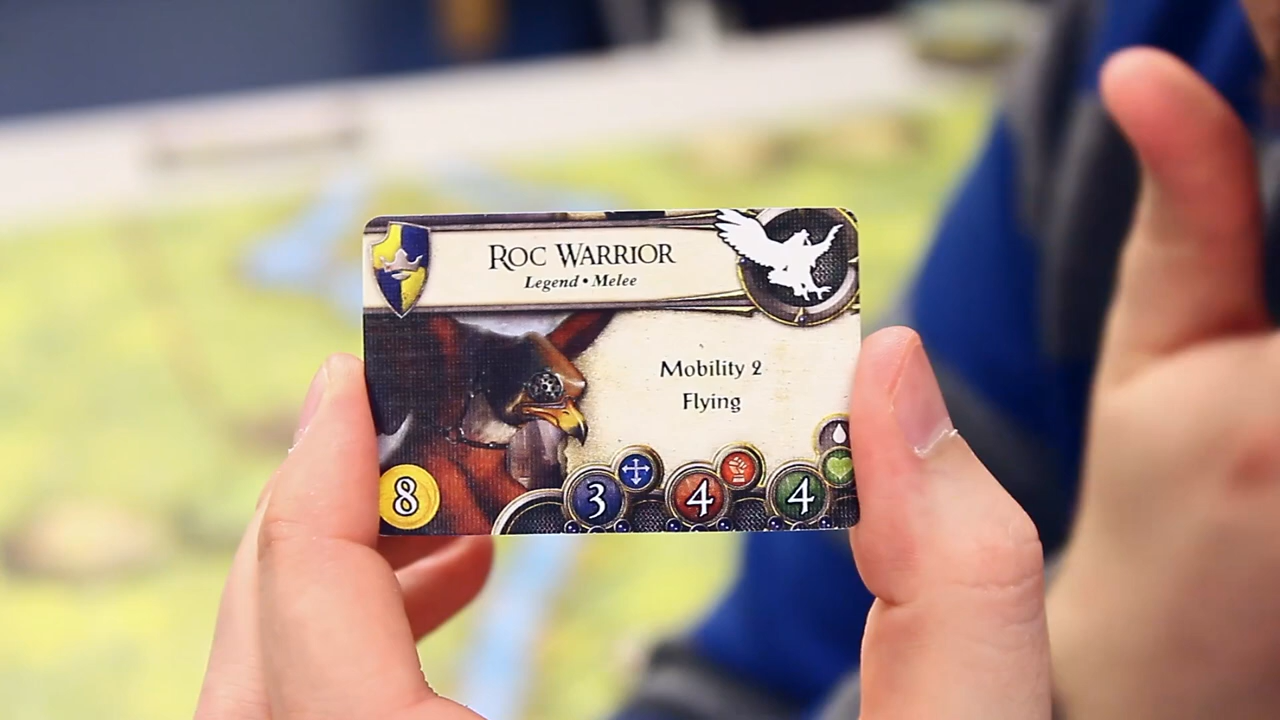 Roc Warrior
Legend • Melee
Mobility 2
Flying
8
3
4
4